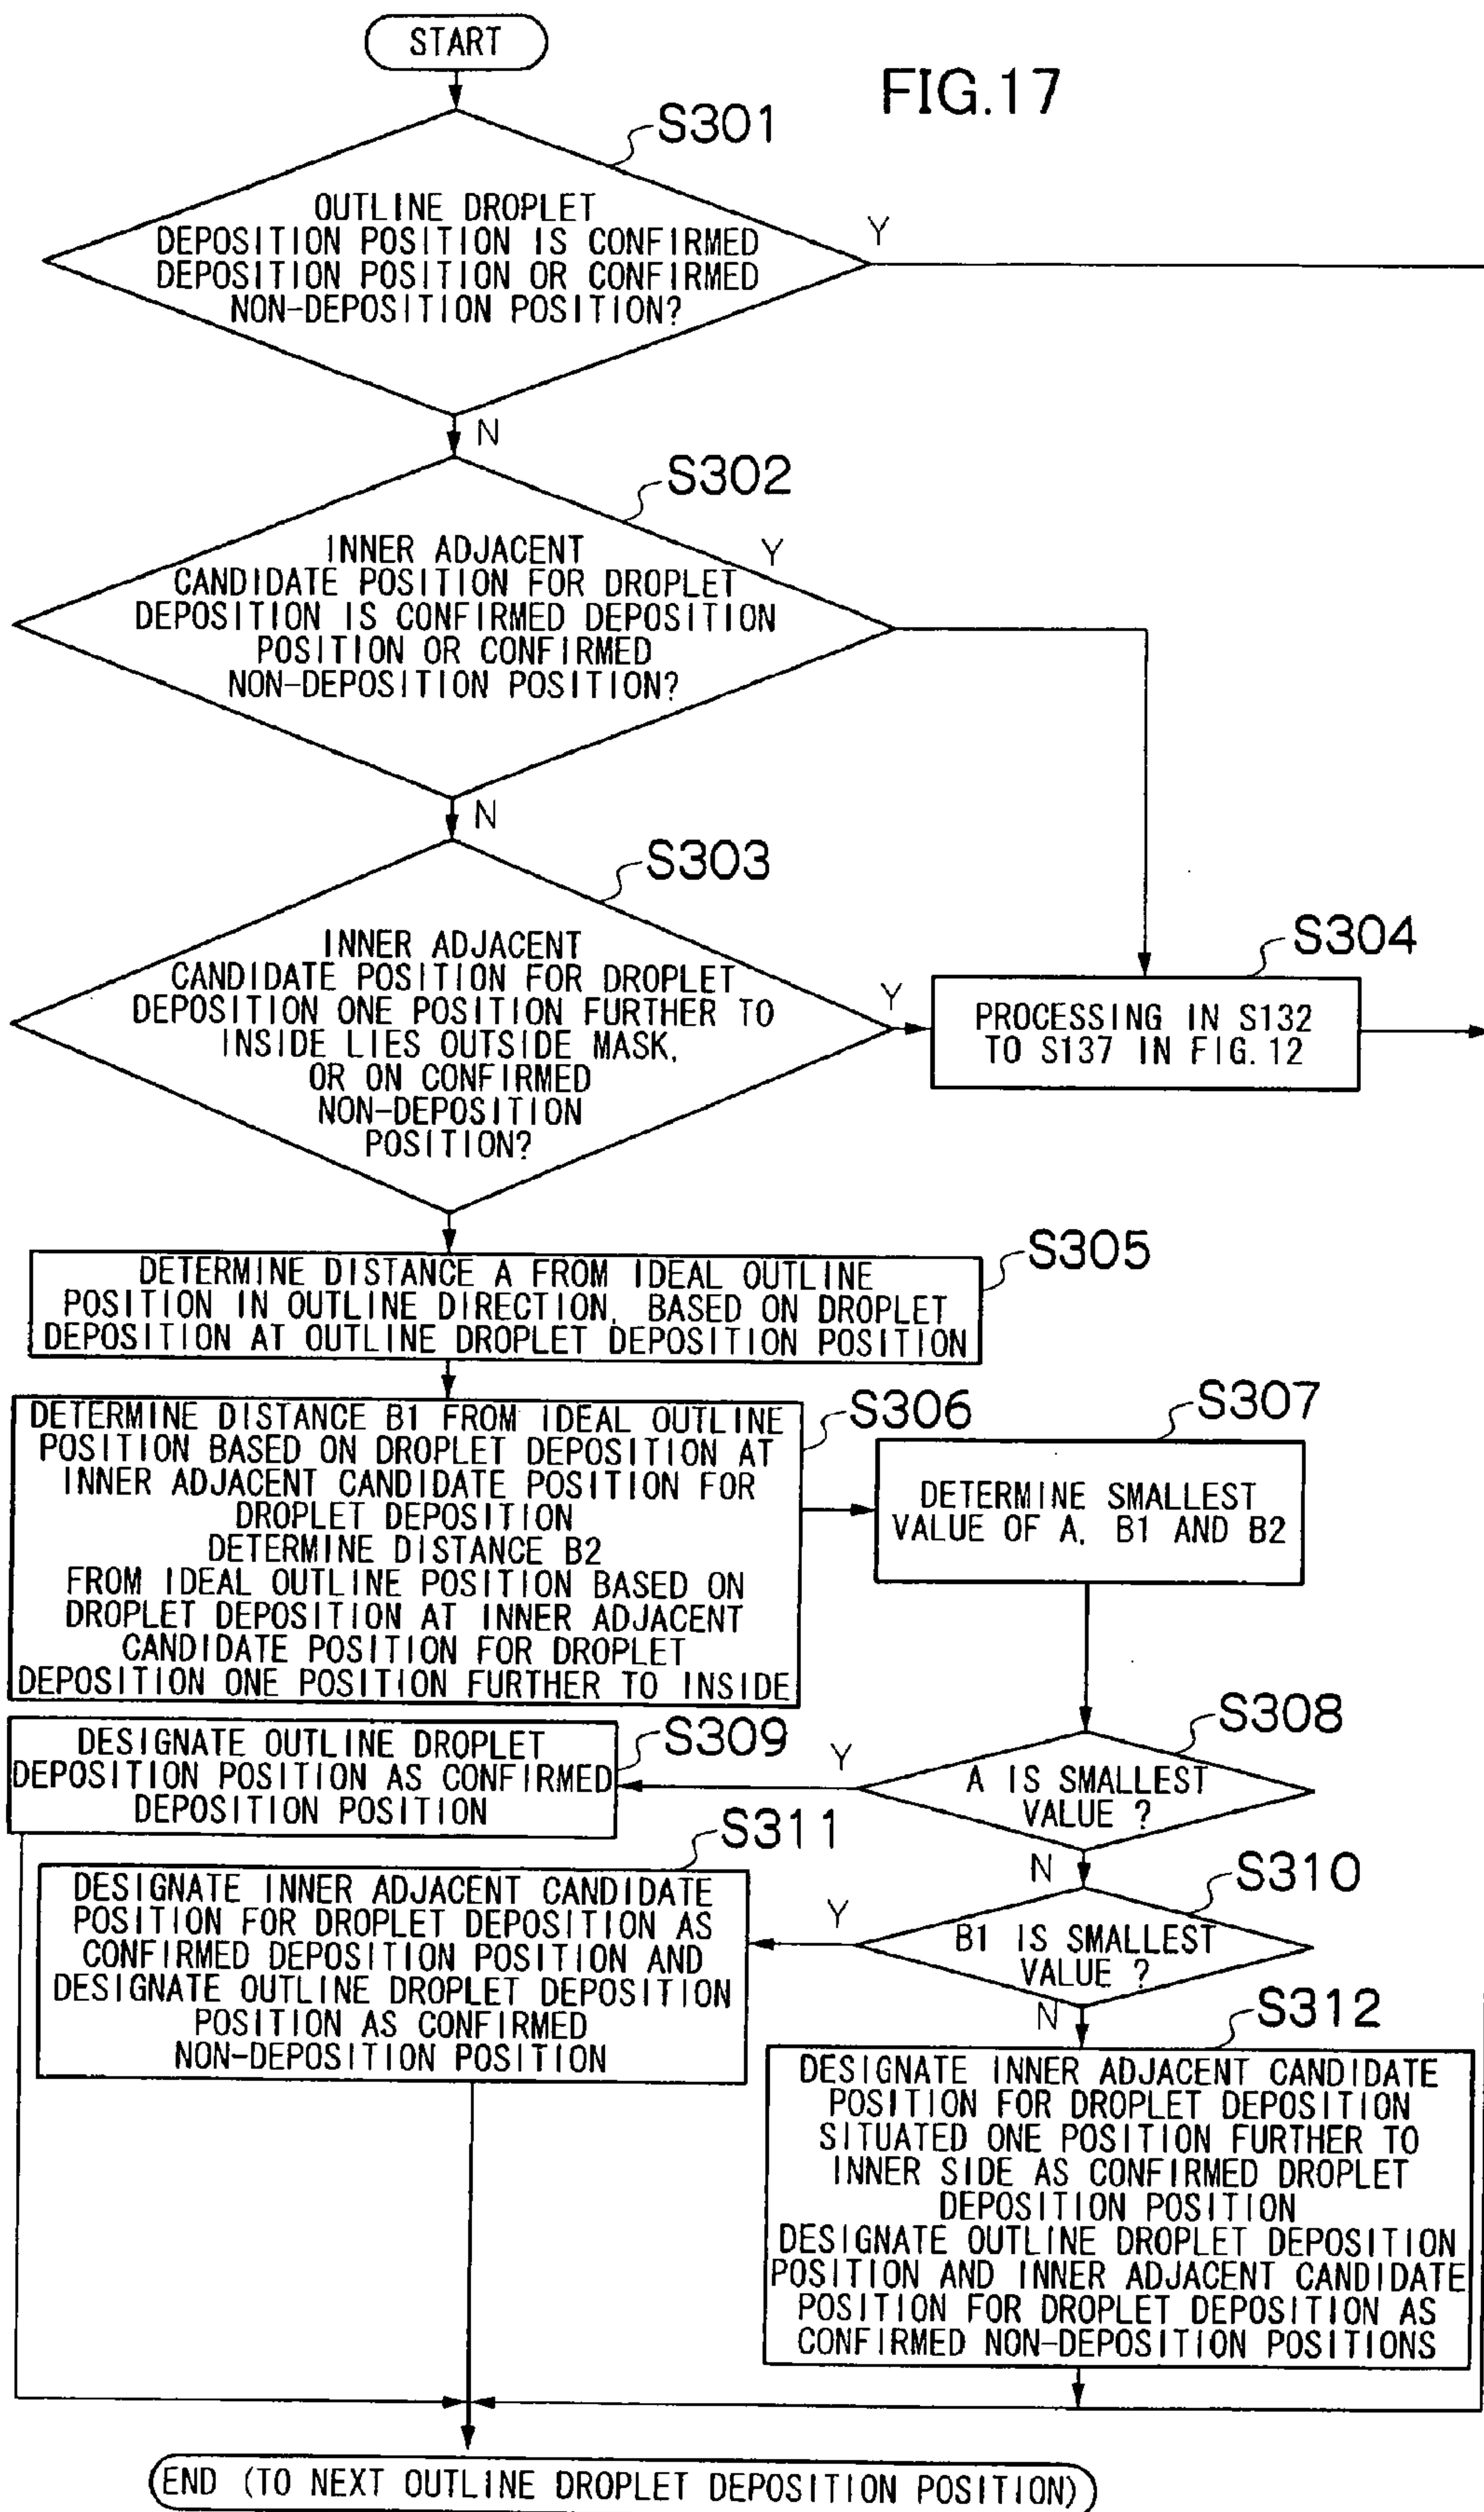 START
FIG.17
S301
OUTLINE DROPLET
DEPOSITION POSITION IS CONFIRMED
DEPOSITION POSITION OR CONFIRMED
NON-DEPOSITION POSITION?
Y
N
S302
INNER ADJACENT
CANDIDATE POSITION FOR DROPLET
DEPOSITION IS CONFIRMED DEPOSITION
POSITION OR CONFIRMED
NON-DEPOSITION POSITION?
Y
N
S303
INNER ADJACENT
CANDIDATE POSITION FOR DROPLET
DEPOSITION ONE POSITION FURTHER TO
INSIDE LIES OUTSIDE MASK,
OR ON CONFIRMED
NON-DEPOSITION
POSITION?
Y
S304
PROCESSING IN S132
TO S137 IN FIG.12
S305
DETERMINE DISTANCE A FROM IDEAL OUTLINE
POSITION IN OUTLINE DIRECTION, BASED ON DROPLET
DEPOSITION AT OUTLINE DROPLET DEPOSITION POSITION
S306
DETERMINE DISTANCE B1 FROM IDEAL OUTLINE
POSITION BASED ON DROPLET DEPOSITION AT
INNER ADJACENT CANDIDATE POSITION FOR
DROPLET DEPOSITION
DETERMINE DISTANCE B2
FROM IDEAL OUTLINE POSITION BASED ON
DROPLET DEPOSITION AT INNER ADJACENT
CANDIDATE POSITION FOR DROPLET
DEPOSITION ONE POSITION FURTHER TO INSIDE
S307
DETERMINE SMALLEST
VALUE OF A, B1 AND B2
S308
A IS SMALLEST
VALUE ?
Y
N
S309
DESIGNATE OUTLINE DROPLET
DEPOSITION POSITION AS CONFIRMED
DEPOSITION POSITION
S310
B1 IS SMALLEST
VALUE ?
Y
N
S311
DESIGNATE INNER ADJACENT CANDIDATE
POSITION FOR DROPLET DEPOSITION AS
CONFIRMED DEPOSITION POSITION AND
DESIGNATE OUTLINE DROPLET DEPOSITION
POSITION AS CONFIRMED
NON-DEPOSITION POSITION
S312
DESIGNATE INNER ADJACENT CANDIDATE
POSITION FOR DROPLET DEPOSITION
SITUATED ONE POSITION FURTHER TO
INNER SIDE AS CONFIRMED DROPLET
DEPOSITION POSITION
DESIGNATE OUTLINE DROPLET DEPOSITION
POSITION AND INNER ADJACENT CANDIDATE
POSITION FOR DROPLET DEPOSITION AS
CONFIRMED NON-DEPOSITION POSITIONS
END (TO NEXT OUTLINE DROPLET DEPOSITION POSITION)